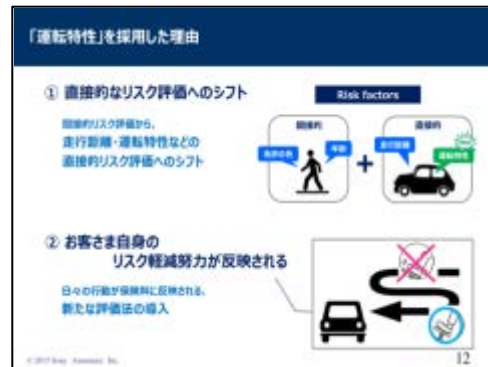 「運転特性」を採用した理由
① 直接的なリスク評価へのシフト
間接的リスク評価から、
走行距離・運転特性などの
直接的リスク評価へのシフト
Risk factors
間接的
免許の色
年齢
+
直接的
走行距離
運転特性
② お客さま自身の
リスク軽減努力が反映される
日々の行動が保険料に反映される、
新たな評価法の導入
12